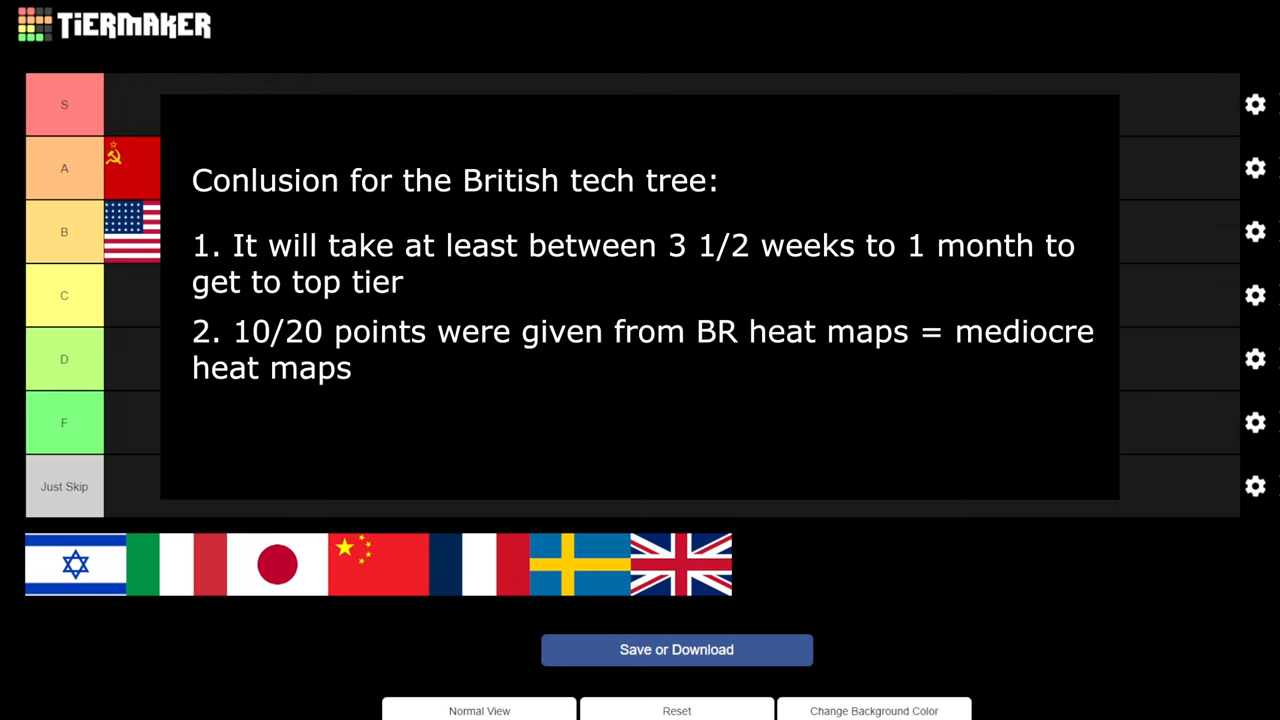 TIERMAKER
S
A
B
C
D
F
Just Skip
Conlusion for the British tech tree:
1. It will take at least between 3 1/2 weeks to 1 month to
get to top tier
2. 10/20 points were given from BR heat maps = mediocre
heat maps
Save or Download
Normal View
Reset
Change Background Color